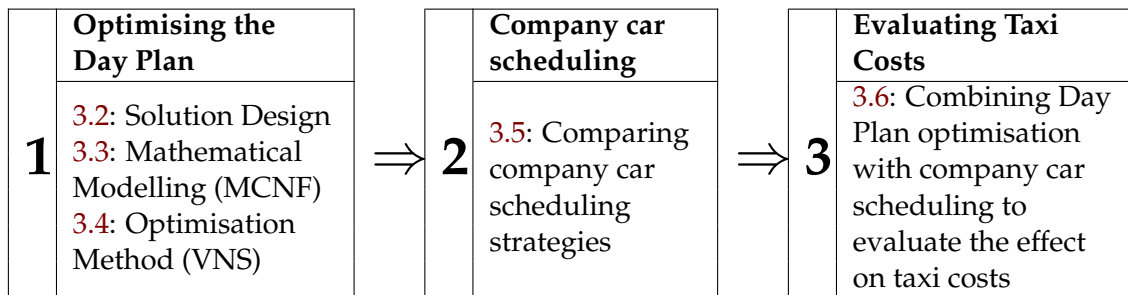 1
Optimising the
Day Plan
3.2: Solution Design
3.3: Mathematical
Modelling (MCNF)
3.4: Optimisation
Method (VNS)
⇒
2
Company car
scheduling
3.5: Comparing
company car
scheduling
strategies
⇒
3
Evaluating Taxi
Costs
3.6: Combining Day
Plan optimisation
with company car
scheduling to
evaluate the effect
on taxi costs